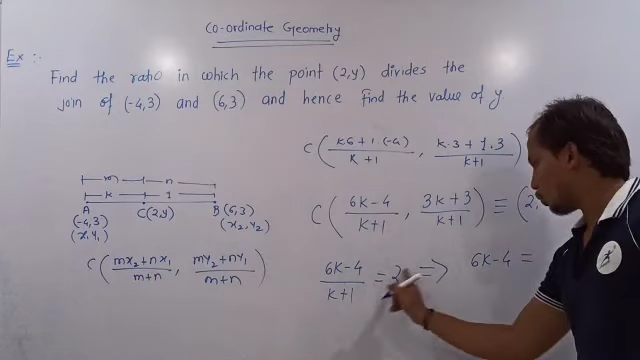 Co-ordinate Geometry
Ex :-
Find the ratio in which the point (2,y) divides the
join of (-4,3) and (6,3) and hence find the value of y
C( (k6+1(-4))/(k+1) , (k·3+1·3)/(k+1) )
m n
k 1
A C(2,y) B (6,3)
(-4,3) (x₂,y₂)
(x₁,y₁)
C( (6k-4)/(k+1) , (3k+3)/(k+1) ) ≡ (2,
C( (mx₂+nx₁)/(m+n) , (my₂+ny₁)/(m+n) )
(6k-4)/(k+1) = 2 ⇒ 6k-4 =